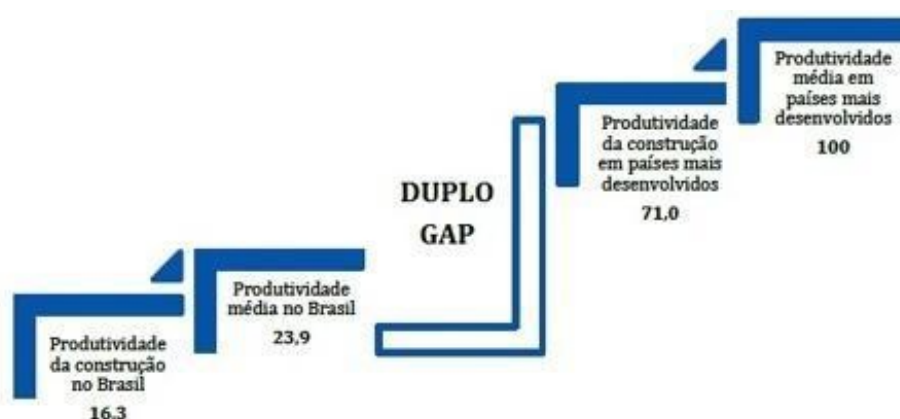 Produtividade
da construção
no Brasil
16,3
Produtividade
média no Brasil
23,9
DUPLO
GAP
Produtividade
da construção
em países mais
desenvolvidos
71,0
Produtividade
média em
países mais
desenvolvidos
100